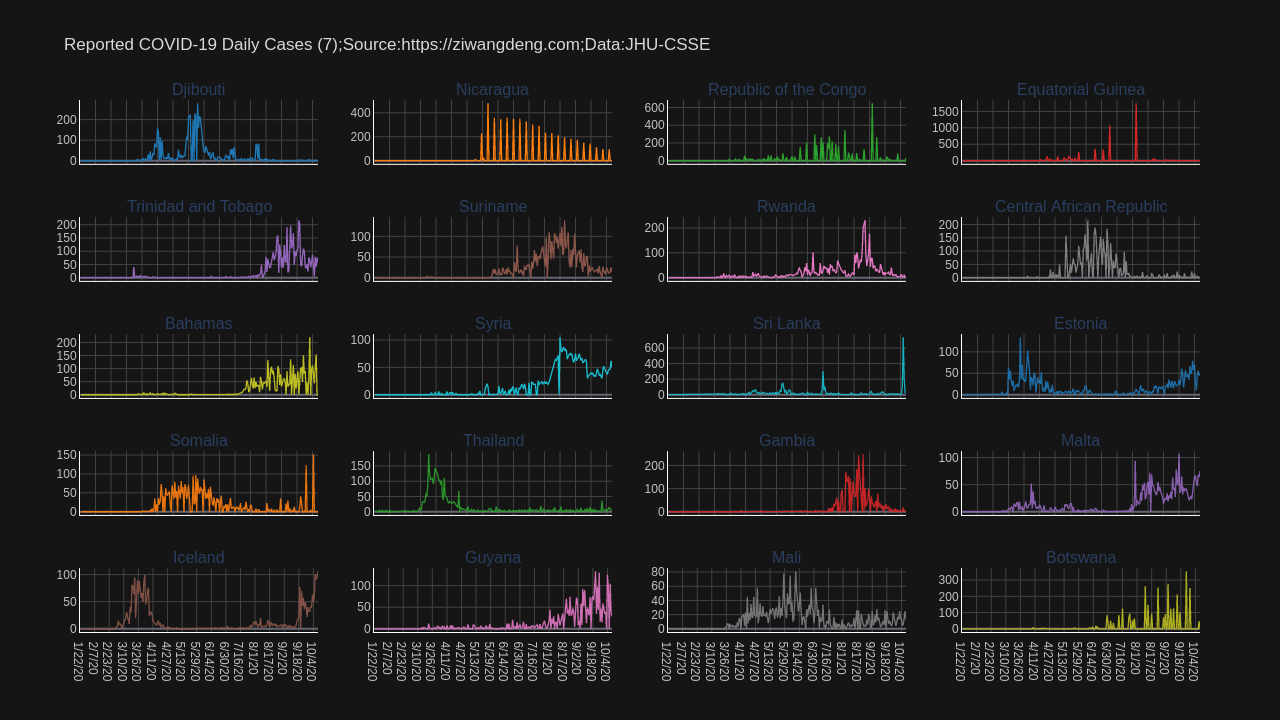 Reported COVID-19 Daily Cases (7);Source:https://ziwangdeng.com;Data:JHU-CSSE
Djibouti
200
100
0
Nicaragua
400
200
0
Republic of the Congo
600
400
200
0
Equatorial Guinea
1500
1000
500
0
Trinidad and Tobago
200
150
100
50
0
Suriname
100
50
0
Rwanda
200
100
0
Central African Republic
200
150
100
50
0
Bahamas
200
150
100
50
0
Syria
100
50
0
Sri Lanka
600
400
200
0
Estonia
100
50
0
Somalia
150
100
50
0
Thailand
150
100
50
0
Gambia
200
100
0
Malta
100
50
0
Iceland
100
50
0
1/22/20 2/7/20 2/23/20 3/10/20 3/26/20 4/11/20 4/27/20 5/13/20 5/29/20 6/14/20 6/30/20 7/16/20 8/1/20 8/17/20 9/2/20 9/18/20 10/4/20
Guyana
100
50
0
1/22/20 2/7/20 2/23/20 3/10/20 3/26/20 4/11/20 4/27/20 5/13/20 5/29/20 6/14/20 6/30/20 7/16/20 8/1/20 8/17/20 9/2/20 9/18/20 10/4/20
Mali
80
60
40
20
0
1/22/20 2/7/20 2/23/20 3/10/20 3/26/20 4/11/20 4/27/20 5/13/20 5/29/20 6/14/20 6/30/20 7/16/20 8/1/20 8/17/20 9/2/20 9/18/20 10/4/20
Botswana
300
200
100
0
1/22/20 2/7/20 2/23/20 3/10/20 3/26/20 4/11/20 4/27/20 5/13/20 5/29/20 6/14/20 6/30/20 7/16/20 8/1/20 8/17/20 9/2/20 9/18/20 10/4/20